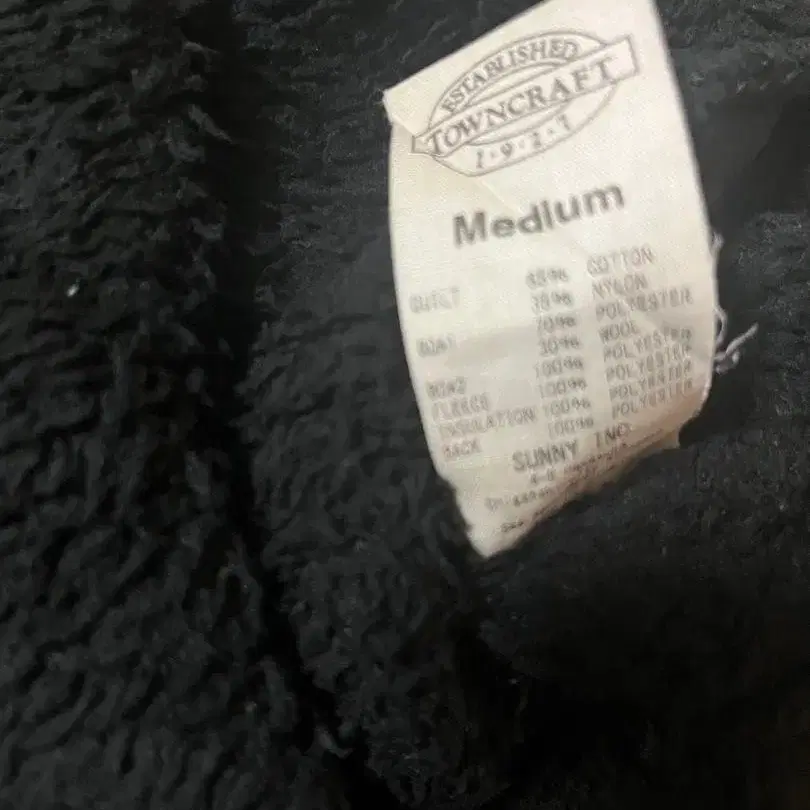 ESTABLISHED
TOWNCRAFT
1·9·2·7
Medium
65% COTTON
35% NYLON
70% POLYESTER
30% WOOL
100% POLYESTER
FLEECE 100% POLYESTER
INSULATION 100% POLYESTER
BACK 100% POLYESTER
SUNNY INC.